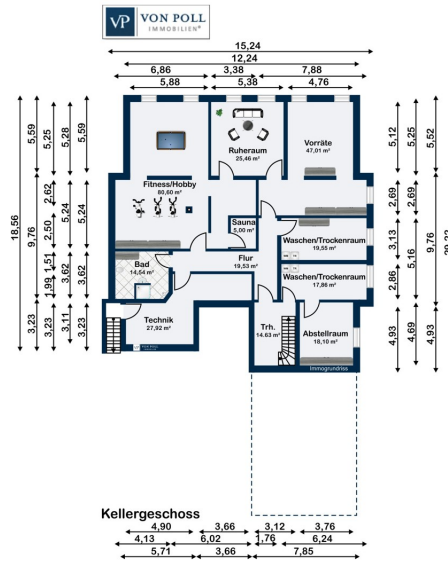 VP VON POLL
IMMOBILIEN®
15,24
12,24
6,86 3,38 7,88
5,88 5,38 4,76
18,56
5,59 9,76 3,23
5,25 2,62 2,50 1,51 1,99 3,23
5,28 5,24 3,62 3,11
5,59 5,24 3,62 3,23
Ruheraum
25,46 m²
Vorräte
47,01 m²
Fitness/Hobby
80,60 m²
Sauna
5,00 m²
Waschen/Trockenraum
19,55 m²
Flur
19,53 m²
Bad
14,54 m²
Waschen/Trockenraum
17,86 m²
Technik
27,92 m²
Trh.
14.63 m²
Abstellraum
18,10 m²
VON POLL
Immogrundriss
5,12 2,69 3,13 2,86 4,93
5,25 2,69 5,16 4,69
5,52 9,76 4,93
Kellergeschoss
4,90 3,66 3,12 3,76
4,13 6,02 1,76 6,24
5,71 3,66 7,85